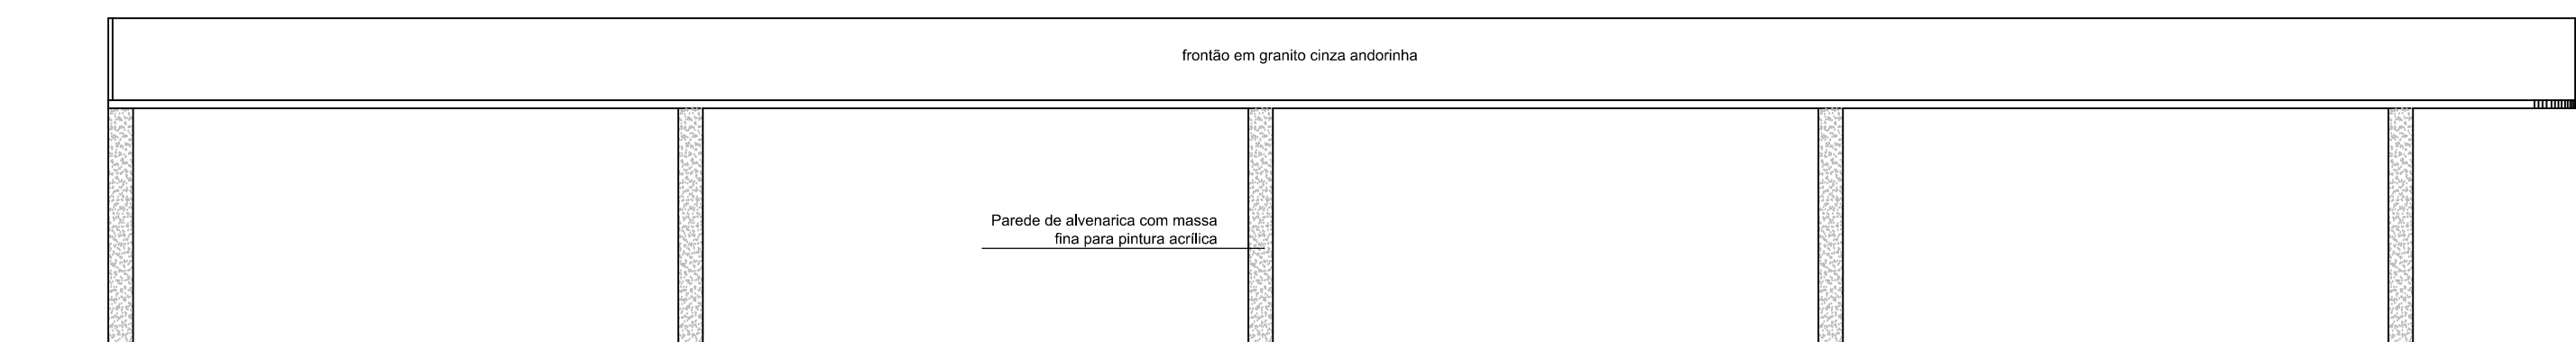 frontão em granito cinza andorinha
Parede de alvenarica com massa
fina para pintura acrílica